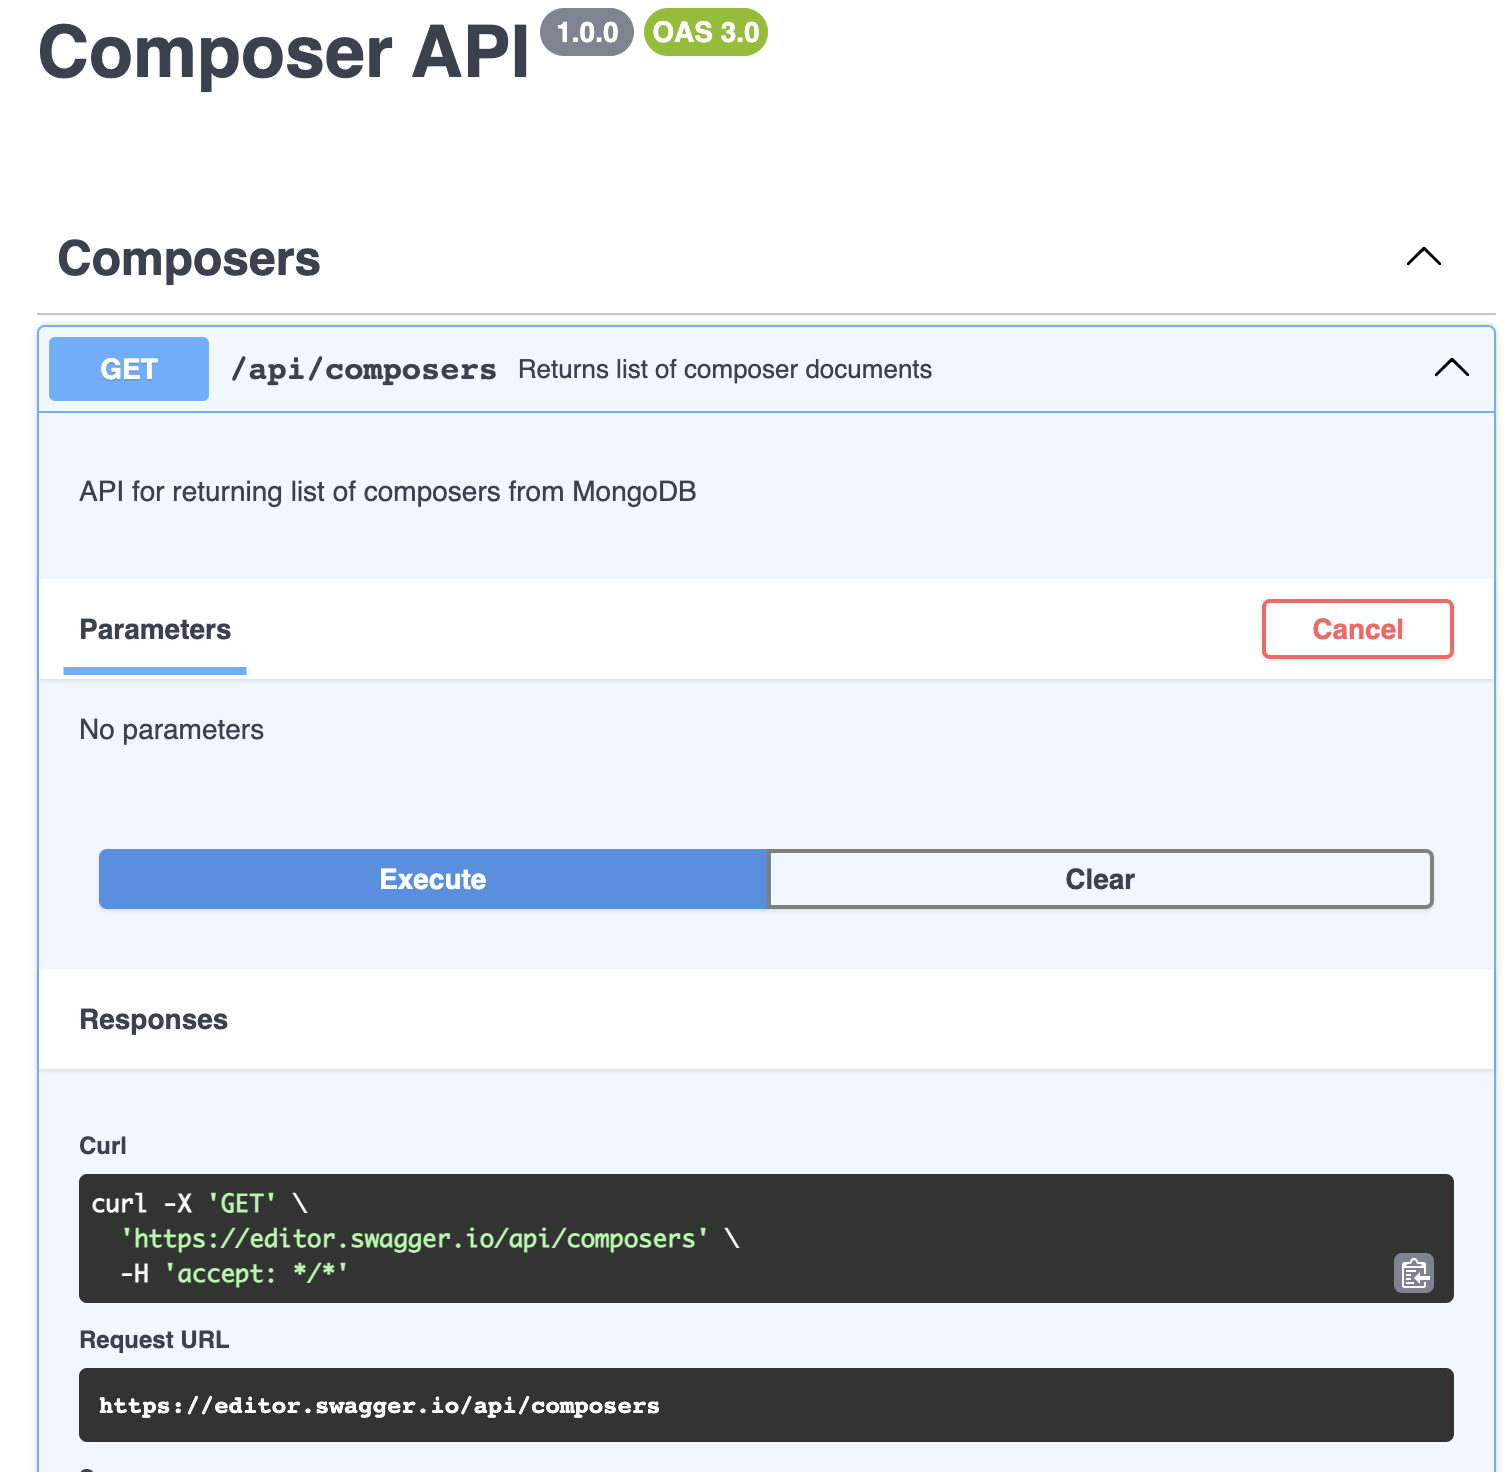 Composer API 1.0.0 OAS 3.0
Composers
GET /api/composers Returns list of composer documents
API for returning list of composers from MongoDB
Parameters Cancel
No parameters
Execute Clear
Responses
Curl
curl -X 'GET' \
'https://editor.swagger.io/api/composers' \
-H 'accept: */*'
Request URL
https://editor.swagger.io/api/composers